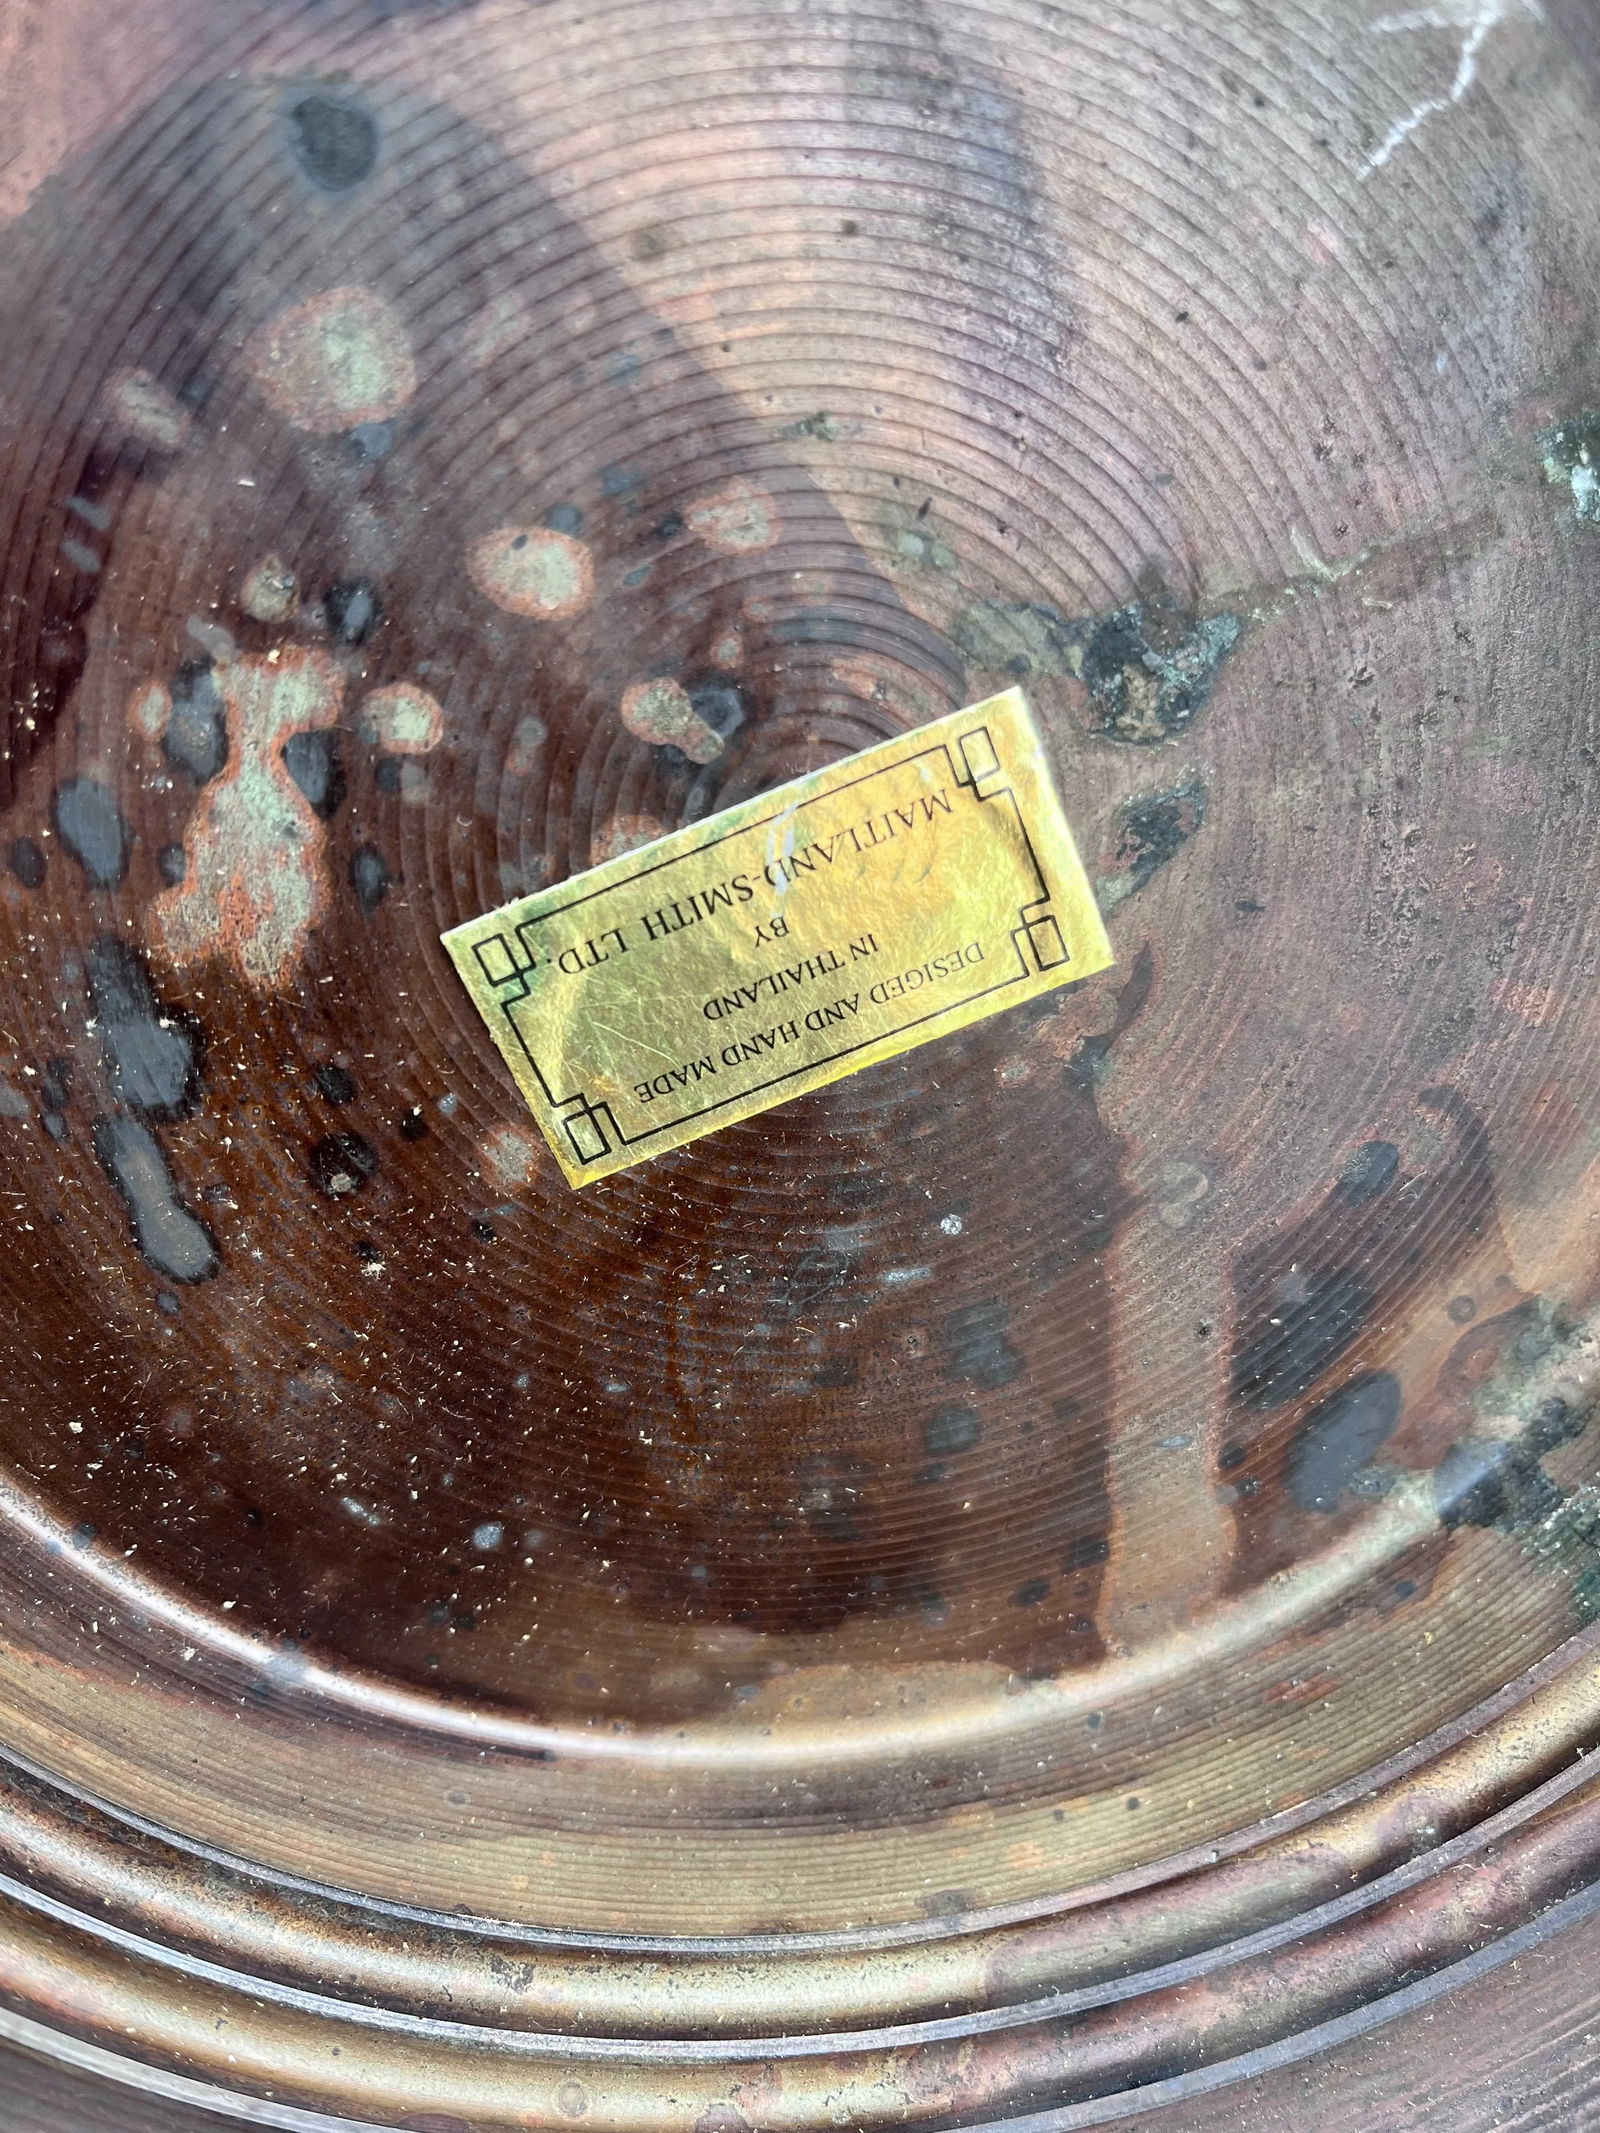 DESIGED AND HAND MADE
IN THAILAND
BY
MAITLAND-SMITH LTD.